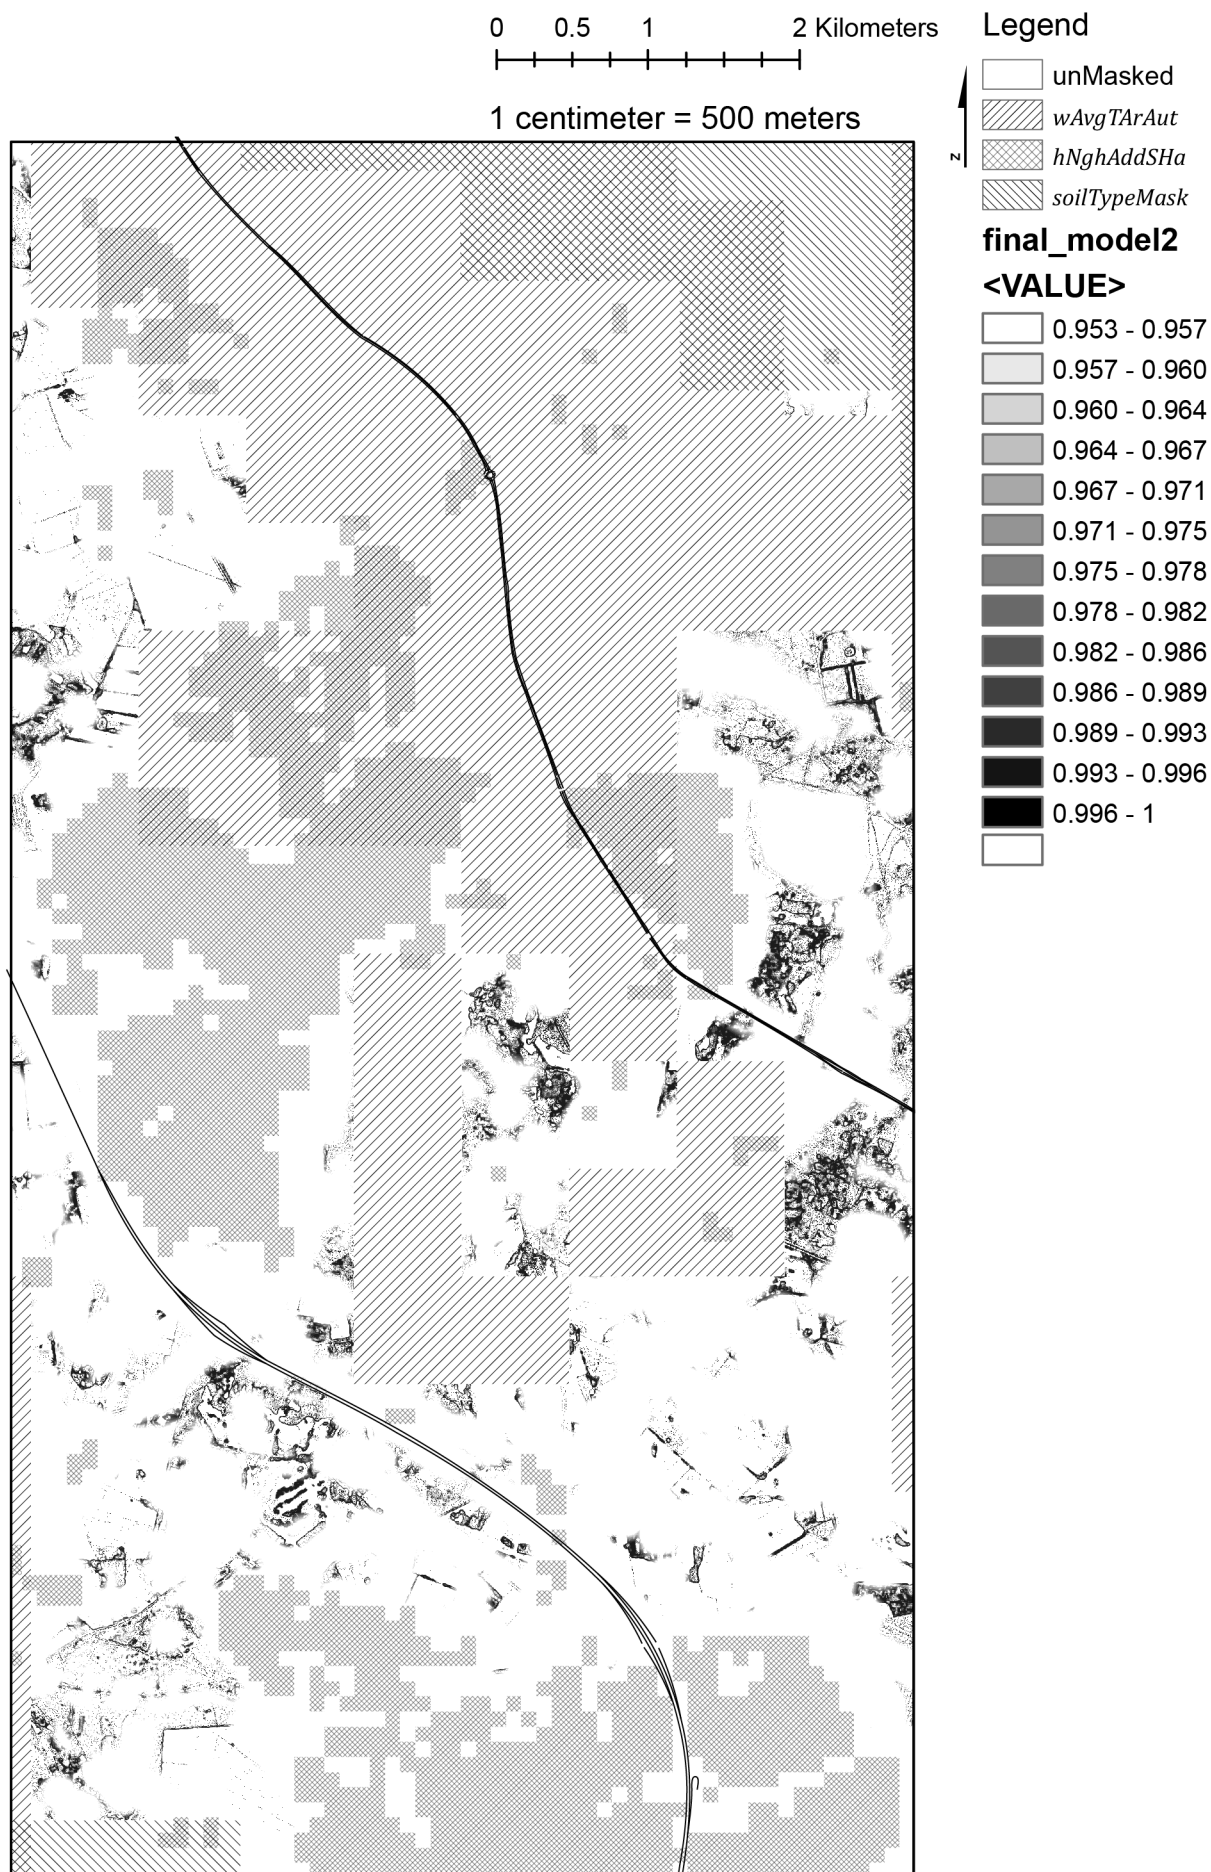 0 0.5 1 2 Kilometers
1 centimeter = 500 meters
Legend
unMasked
wAvgTArAut
hNghAddSHa
soilTypeMask
final_model2
<VALUE>
0.953 - 0.957
0.957 - 0.960
0.960 - 0.964
0.964 - 0.967
0.967 - 0.971
0.971 - 0.975
0.975 - 0.978
0.978 - 0.982
0.982 - 0.986
0.986 - 0.989
0.989 - 0.993
0.993 - 0.996
0.996 - 1
N